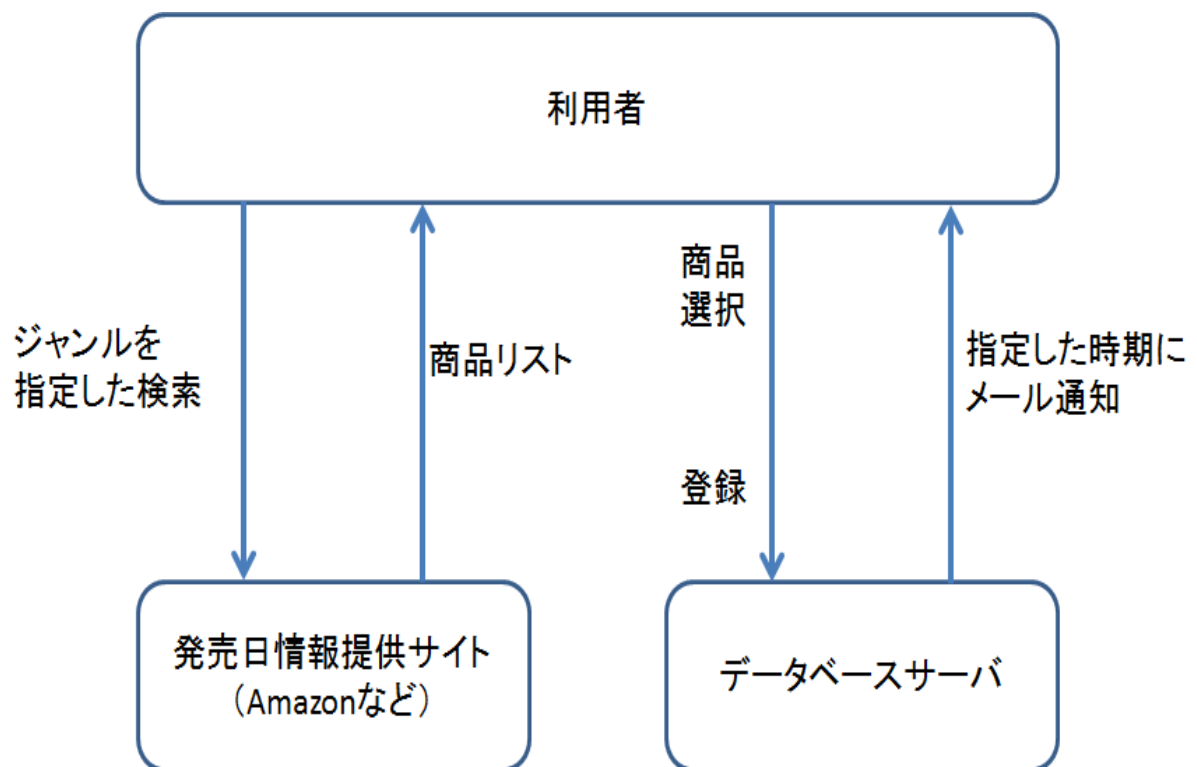 利用者
ジャンルを
指定した検索
商品リスト
商品
選択
登録
指定した時期に
メール通知
発売日情報提供サイト
（Amazonなど）
データベースサーバ